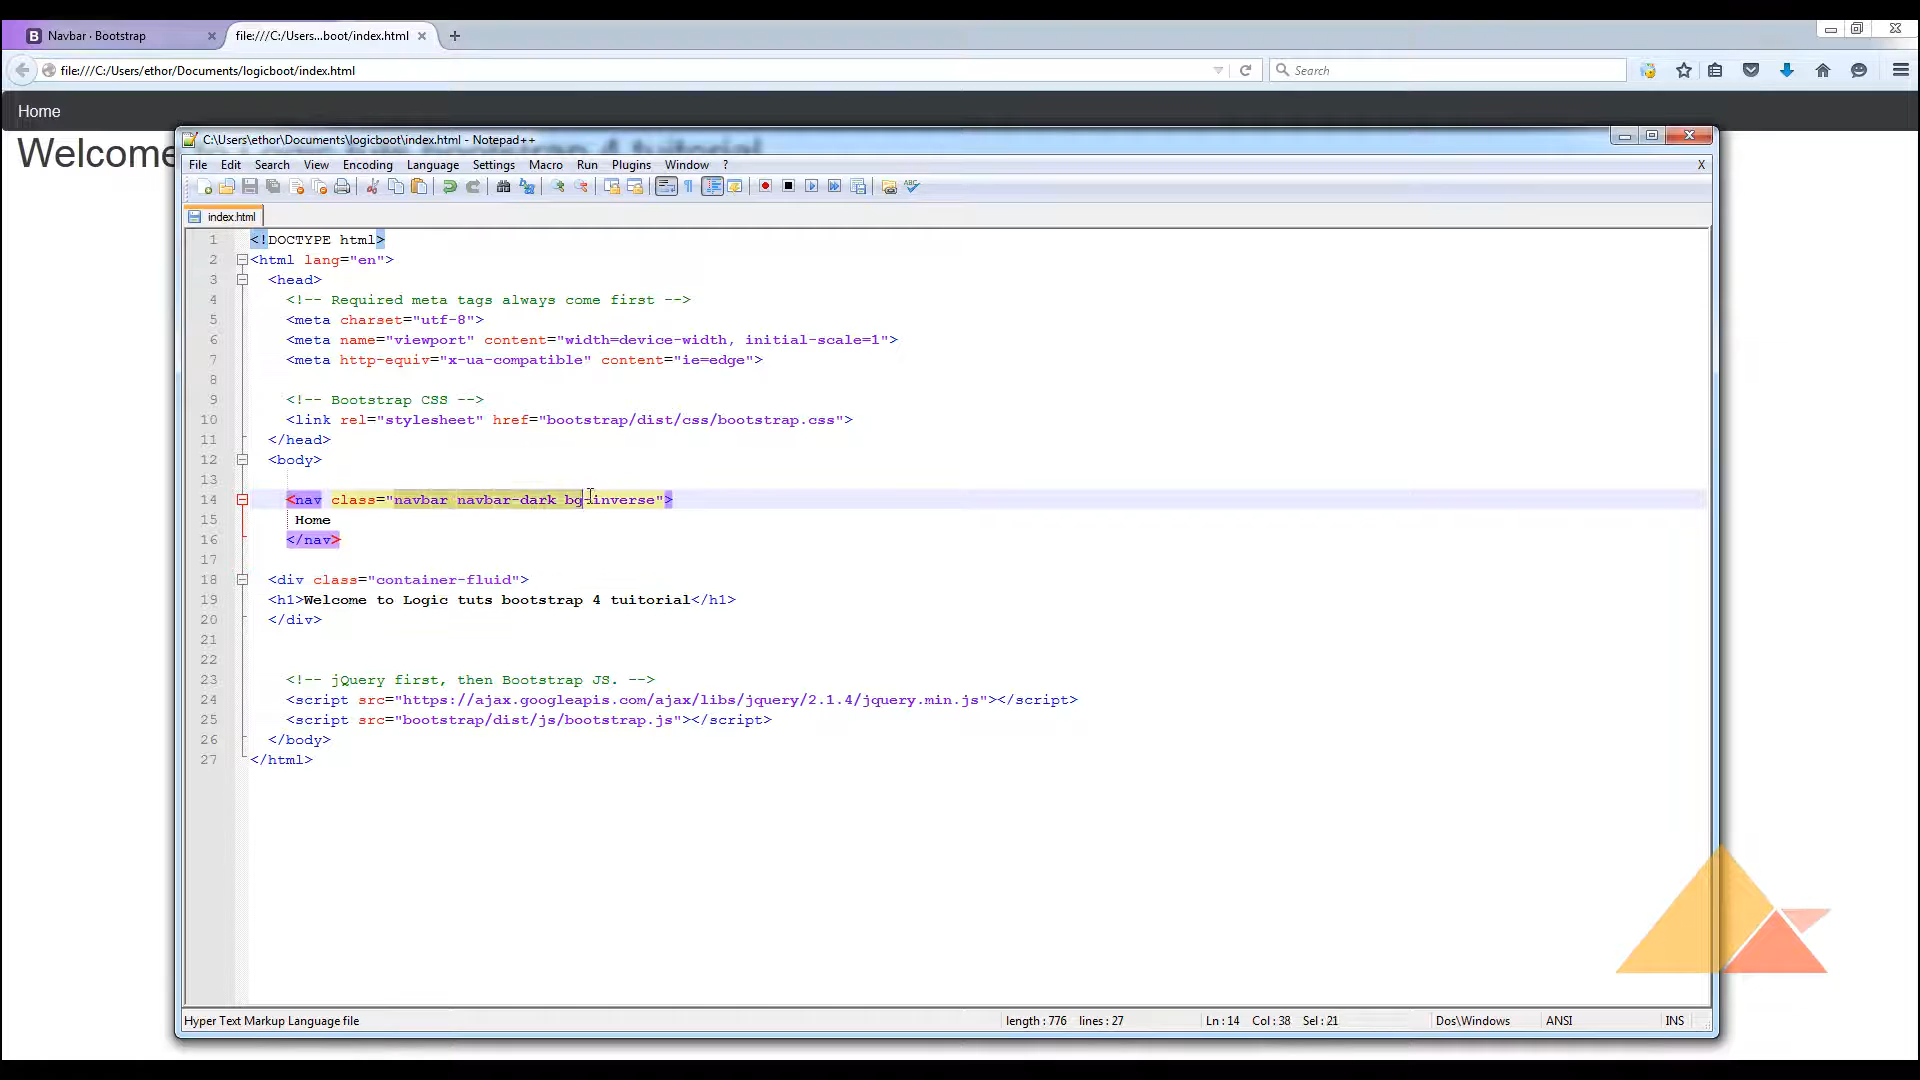 Navbar · Bootstrap
file:///C:/Users...boot/index.html
file:///C:/Users/ethor/Documents/logicboot/index.html
Search
Home
Welcome to Logic tuts bootstrap 4 tuitorial
C:\Users\ethor\Documents\logicboot\index.html - Notepad++
File Edit Search View Encoding Language Settings Macro Run Plugins Window ? X
index.html
1 <!DOCTYPE html>
2 <html lang="en">
3 <head>
4 <!-- Required meta tags always come first -->
5 <meta charset="utf-8">
6 <meta name="viewport" content="width=device-width, initial-scale=1">
7 <meta http-equiv="x-ua-compatible" content="ie=edge">
8
9 <!-- Bootstrap CSS -->
10 <link rel="stylesheet" href="bootstrap/dist/css/bootstrap.css">
11 </head>
12 <body>
13
14 <nav class="navbar navbar-dark bg-inverse">
15 Home
16 </nav>
17
18 <div class="container-fluid">
19 <h1>Welcome to Logic tuts bootstrap 4 tuitorial</h1>
20 </div>
21
22
23 <!-- jQuery first, then Bootstrap JS. -->
24 <script src="https://ajax.googleapis.com/ajax/libs/jquery/2.1.4/jquery.min.js"></script>
25 <script src="bootstrap/dist/js/bootstrap.js"></script>
26 </body>
27 </html>
Hyper Text Markup Language file length : 776 lines : 27 Ln : 14 Col : 38 Sel : 21 Dos\Windows ANSI INS